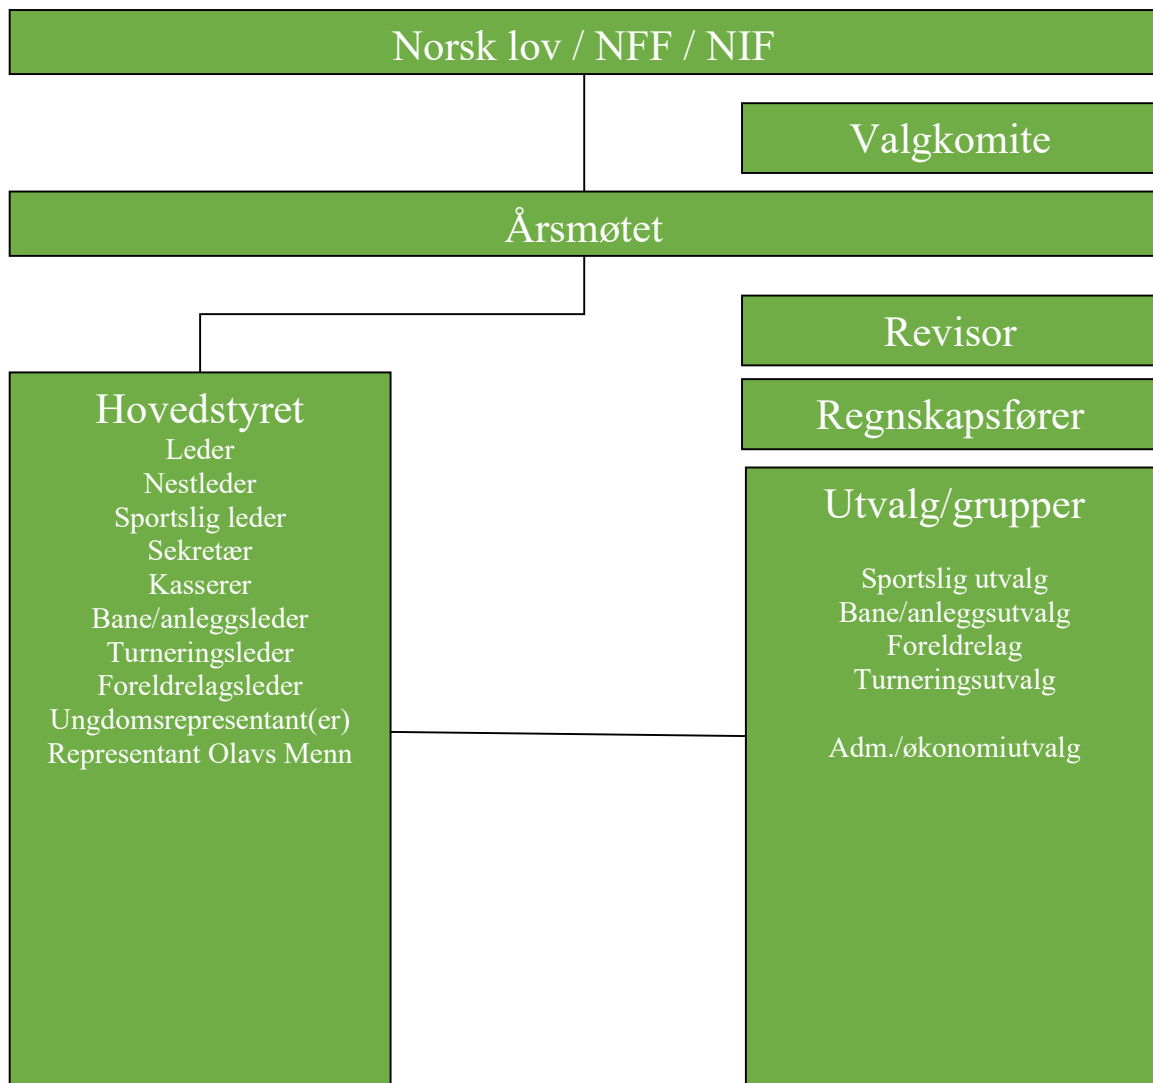 Norsk lov / NFF / NIF
Valgkomite
Årsmøtet
Revisor
Regnskapsfører
Hovedstyret
Leder
Nestleder
Sportslig leder
Sekretær
Kasserer
Bane/anleggsleder
Turneringsleder
Foreldrelagsleder
Ungdomsrepresentant(er)
Representant Olavs Menn
Utvalg/grupper
Sportslig utvalg
Bane/anleggsutvalg
Foreldrelag
Turneringsutvalg
Adm./økonomiutvalg